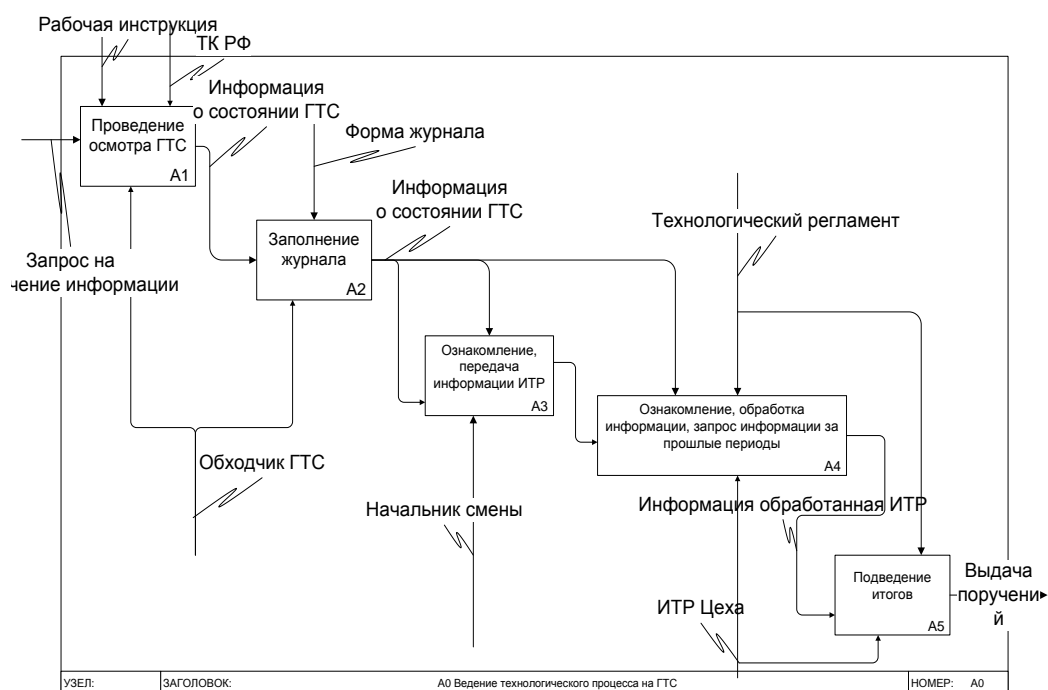 Рабочая инструкция
ТК РФ
Информация
о состоянии ГТС
Проведение
осмотра ГТС
A1
Форма журнала
Информация
о состоянии ГТС
Технологический регламент
Заполнение
журнала
A2
Запрос на
чение информации
Ознакомление,
передача
информации ИТР
A3
Ознакомление, обработка
информации, запрос информации за
прошлые периоды
A4
Обходчик ГТС
Начальник смены
Информация обработанная ИТР
Подведение
итогов
A5
Выдача
поручени
й
ИТР Цеха
УЗЕЛ:
ЗАГОЛОВОК:
A0 Ведение технологического процесса на ГТС
НОМЕР: A0